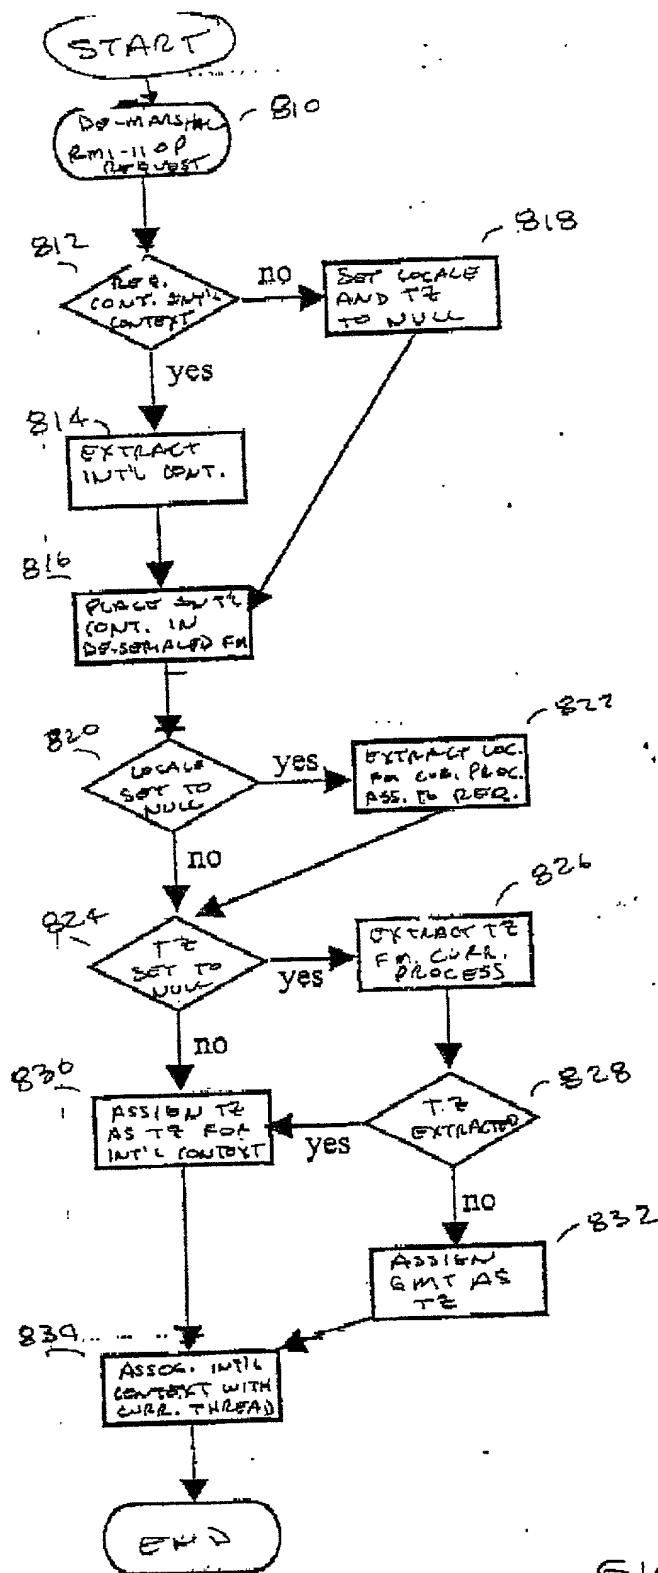 START
DE-MARSHAL
RMI-IIOP
REQUEST
810
812
REQ.
CONT. INT'L
CONTEXT
no
818
SET LOCALE
AND TZ
TO NULL
yes
814
EXTRACT
INT'L CONT.
816
PLACE INT'L
CONT. IN
DE-SERIALED FM
820
LOCALE
SET TO
NULL
yes
822
EXTRACT LOC.
FM CUR. PROC.
ASS. TO REQ.
no
824
TZ
SET TO
NULL
yes
826
EXTRACT TZ
FM. CURR.
PROCESS
no
830
ASSIGN TZ
AS TZ FOR
INT'L CONTEXT
yes
828
T.Z
EXTRACTED
no
832
ASSIGN
GMT AS
TZ
834
ASSOC. INT'L
CONTEXT WITH
CURR. THREAD
END